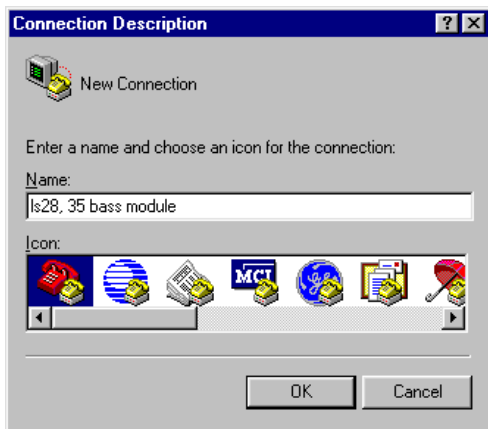 Connection Description
New Connection
Enter a name and choose an icon for the connection:
Name:
ls28, 35 bass module
Icon:
MCI
OK
Cancel